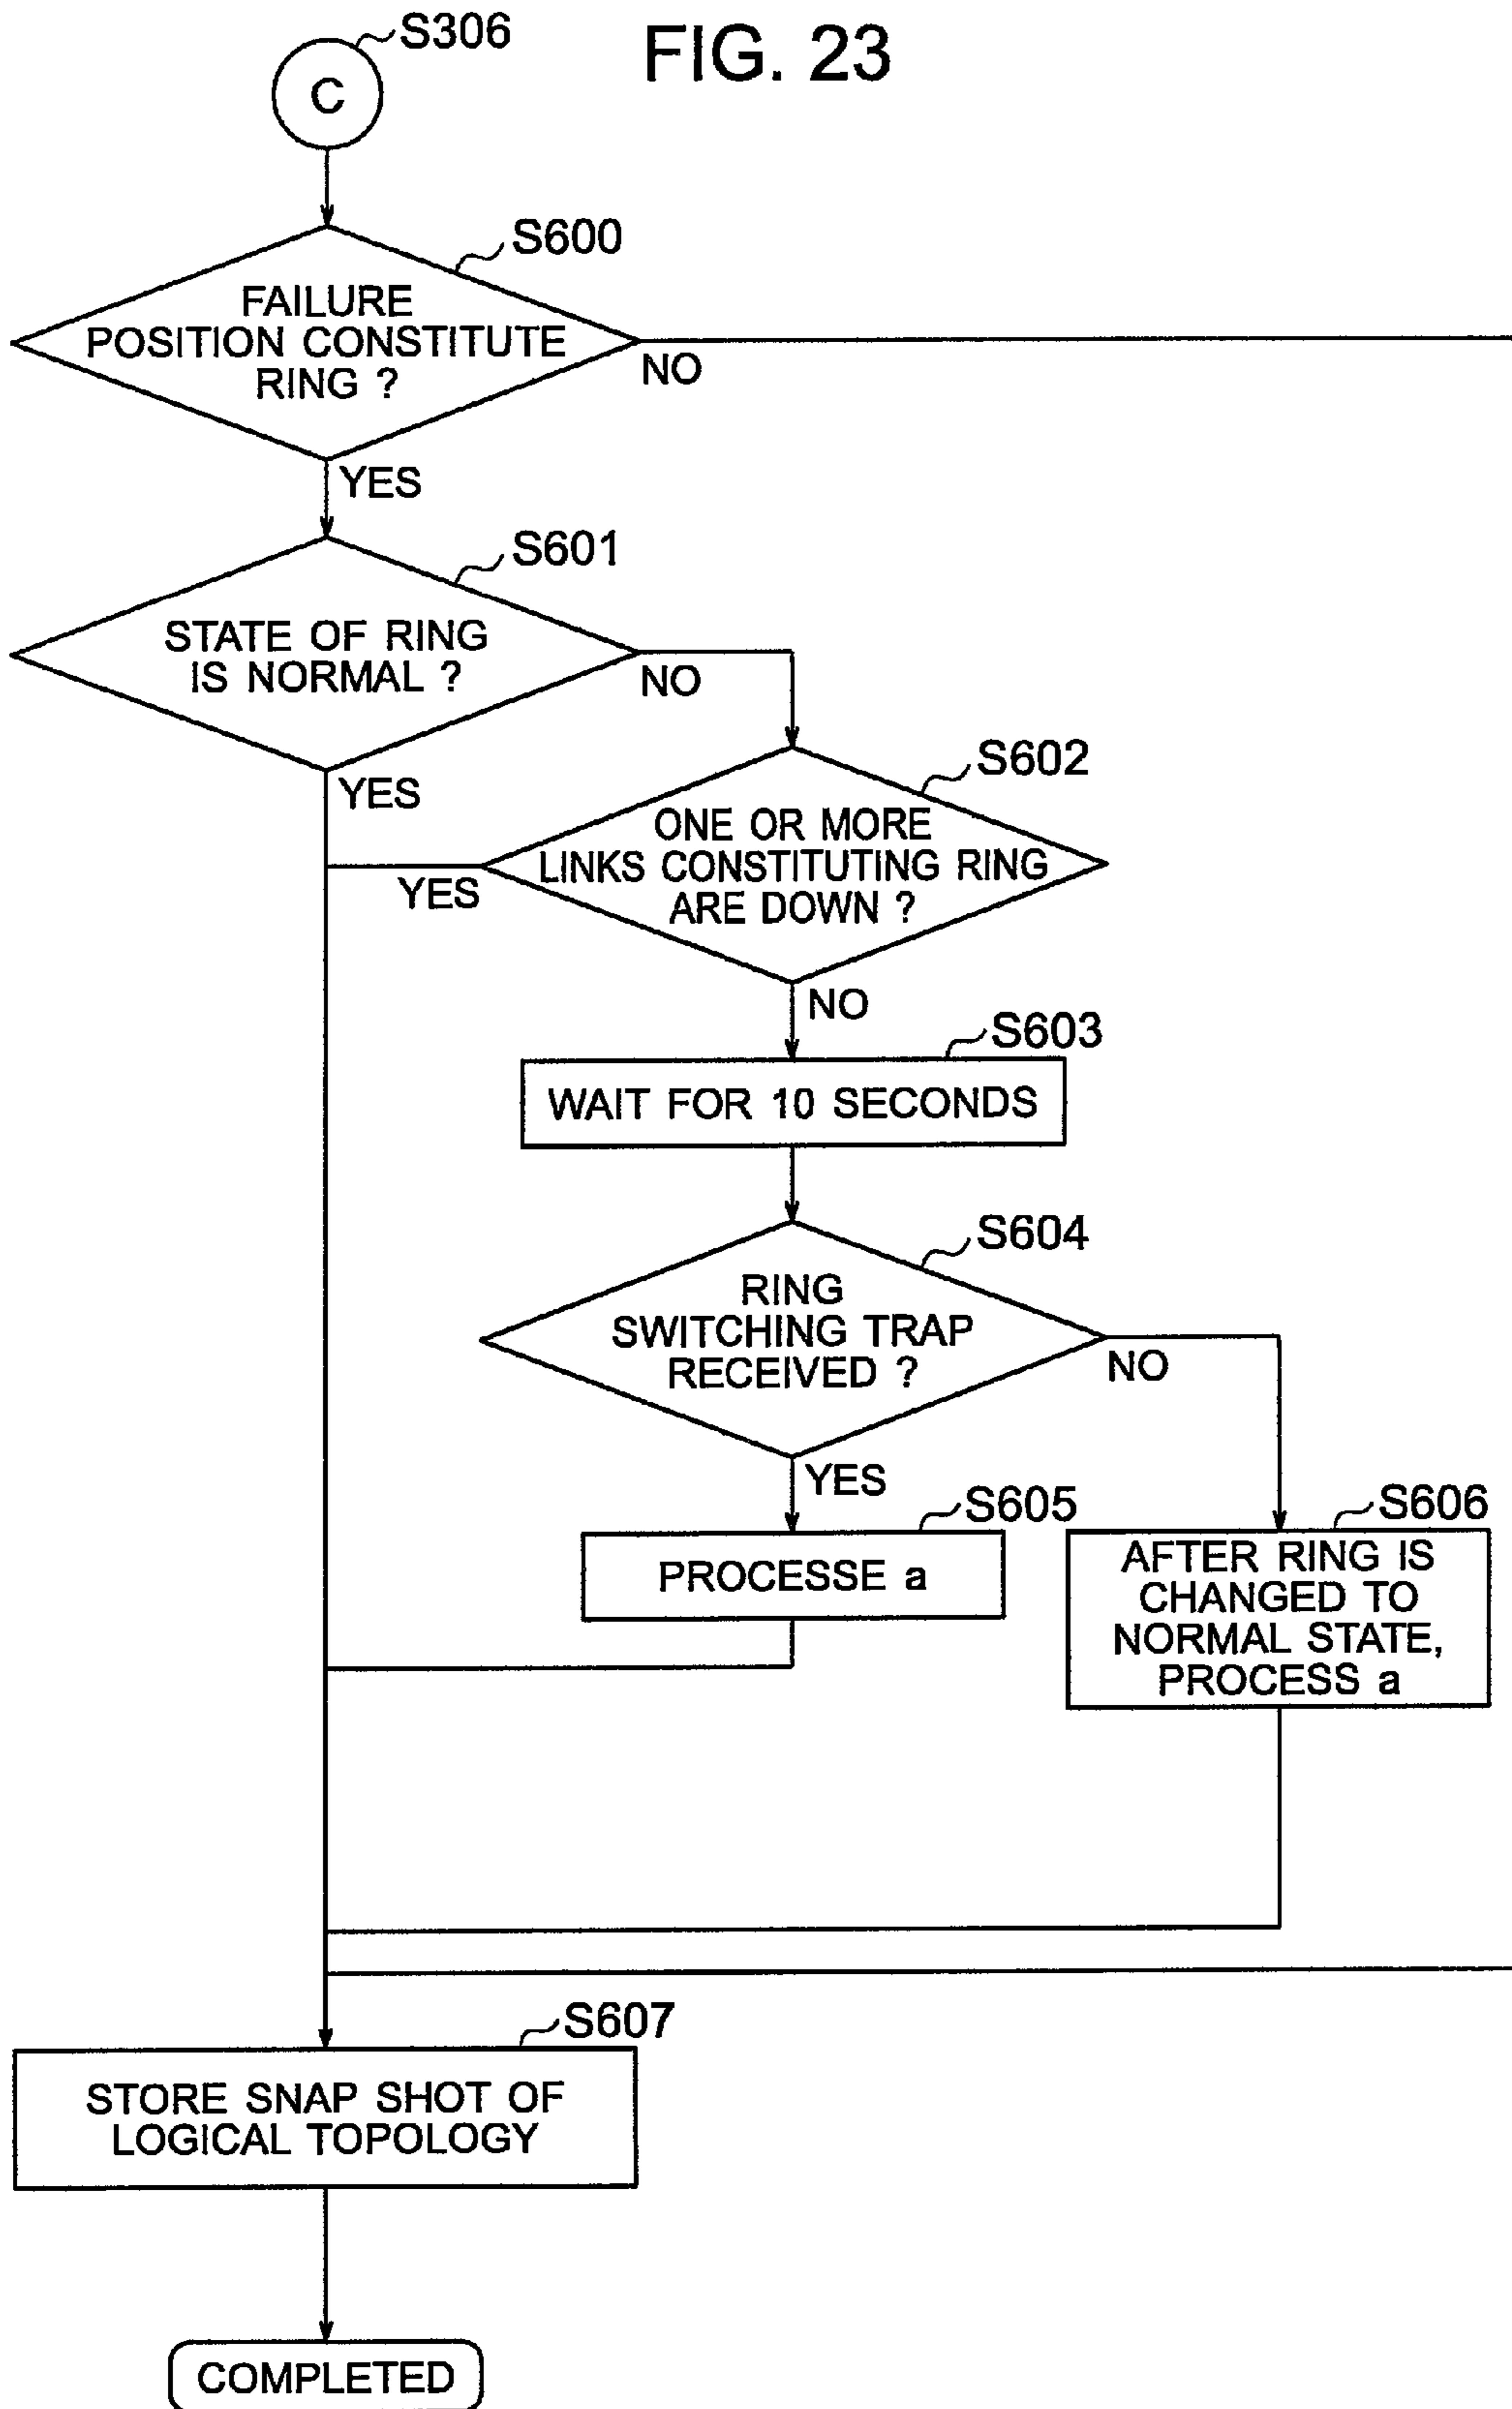 FIG. 23
S306
C
S600
FAILURE
POSITION CONSTITUTE
RING ?
NO
YES
S601
STATE OF RING
IS NORMAL ?
NO
YES
S602
ONE OR MORE
LINKS CONSTITUTING RING
ARE DOWN ?
YES
NO
S603
WAIT FOR 10 SECONDS
S604
RING
SWITCHING TRAP
RECEIVED ?
NO
YES
S605
PROCESSE a
S606
AFTER RING IS
CHANGED TO
NORMAL STATE,
PROCESS a
S607
STORE SNAP SHOT OF
LOGICAL TOPOLOGY
COMPLETED